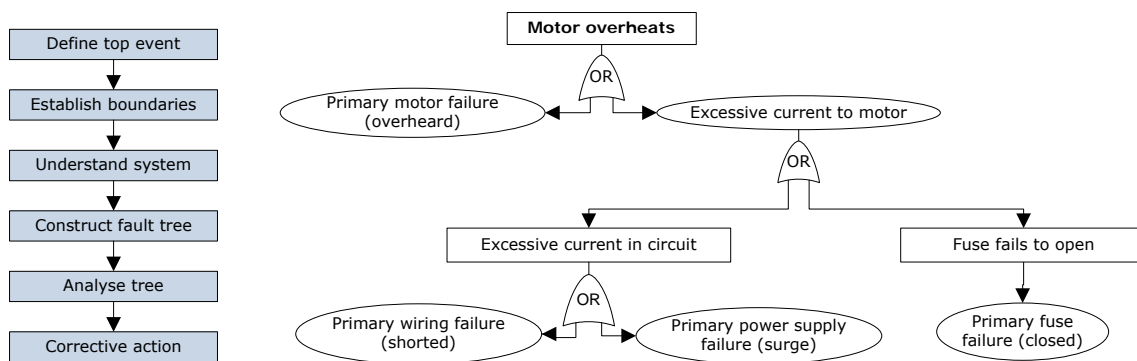 Define top event
Establish boundaries
Understand system
Construct fault tree
Analyse tree
Corrective action
Motor overheats
OR
Primary motor failure
(overheard)
Excessive current to motor
OR
Excessive current in circuit
Fuse fails to open
OR
Primary wiring failure
(shorted)
Primary power supply
failure (surge)
Primary fuse
failure (closed)